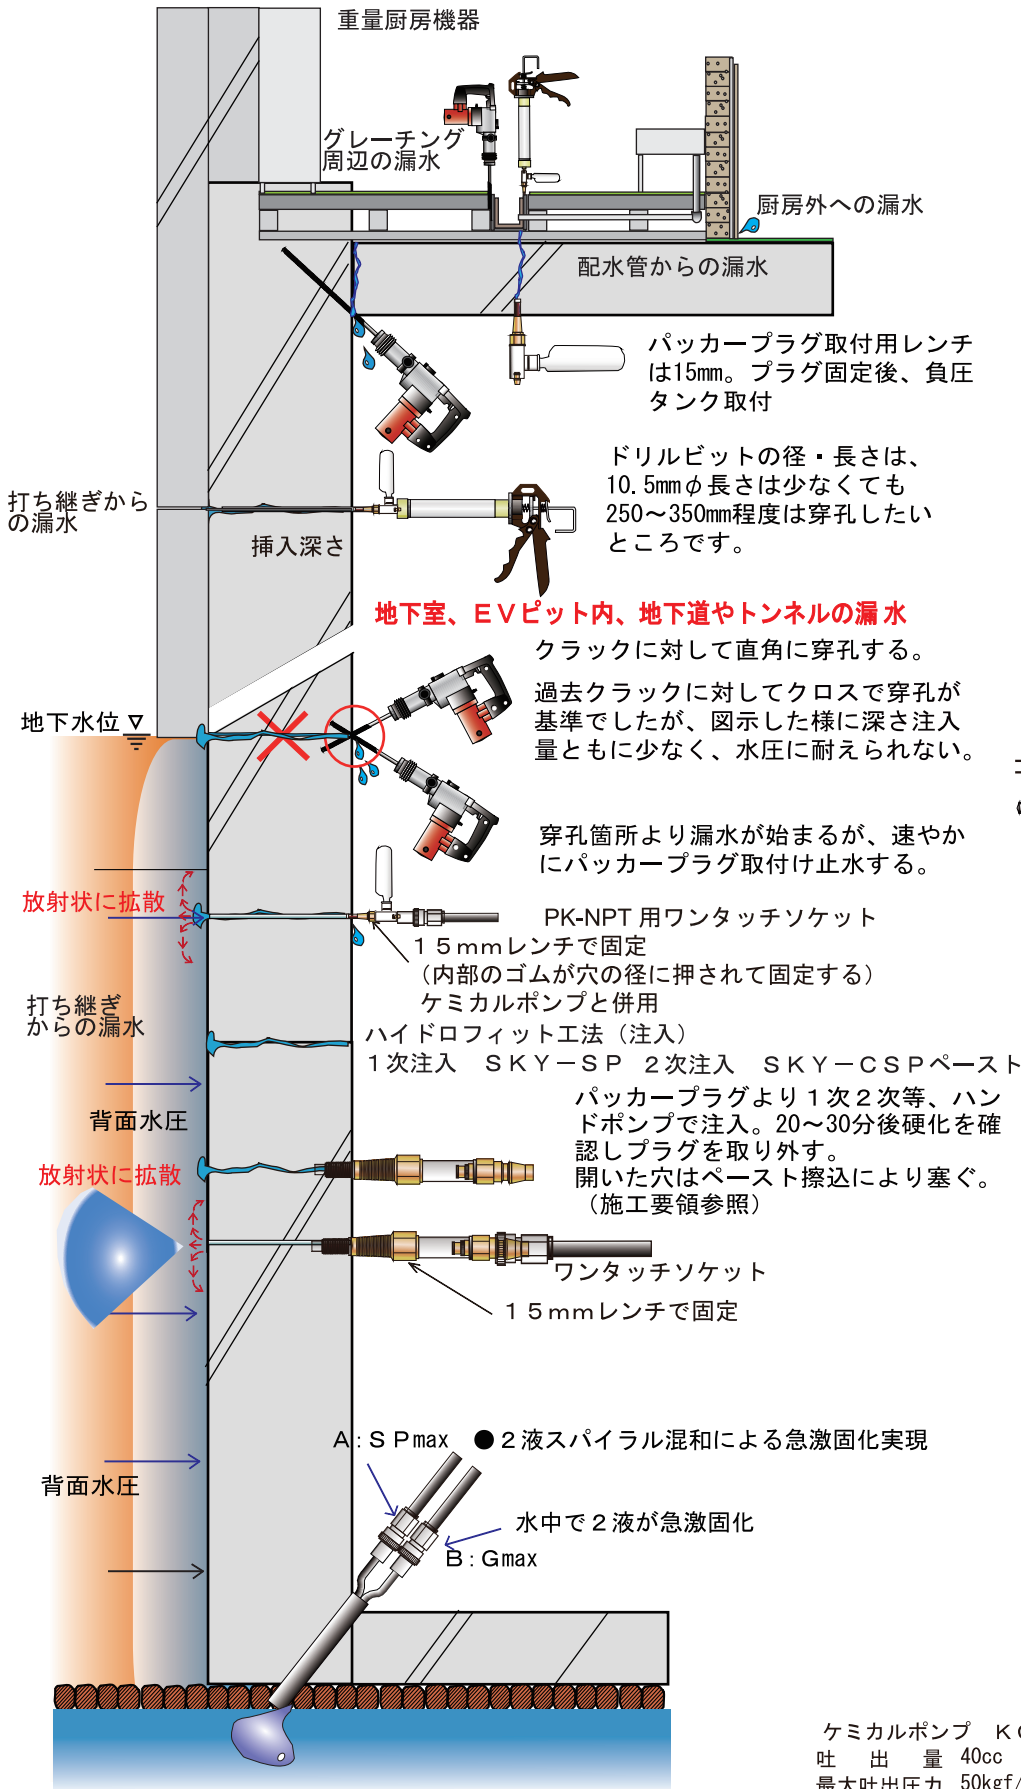 重量厨房機器
グレーチング
周辺の漏水
厨房外への漏水
配水管からの漏水
パッカープラグ取付用レンチ
は15mm。プラグ固定後、負圧
タンク取付
ドリルビットの径・長さは、
10.5mmφ長さは少なくても
250～350mm程度は穿孔したい
ところです。
打ち継ぎから
の漏水
挿入深さ
地下室、ＥＶピット内、地下道やトンネルの漏水
クラックに対して直角に穿孔する。
過去クラックに対してクロスで穿孔が
基準でしたが、図示した様に深さ注入
量ともに少なく、水圧に耐えられない。
地下水位 ▽
穿孔箇所より漏水が始まるが、速やか
にパッカープラグ取付け止水する。
放射状に拡散
PK-NPT 用ワンタッチソケット
１５ｍｍレンチで固定
（内部のゴムが穴の径に押されて固定する）
ケミカルポンプと併用
打ち継ぎ
からの漏水
ハイドロフィット工法（注入）
１次注入　ＳＫＹ－ＳＰ　２次注入　ＳＫＹ－ＣＳＰペースト
背面水圧
パッカープラグより１次２次等、ハン
ドポンプで注入。20～30分後硬化を確
認しプラグを取り外す。
開いた穴はペースト擦込により塞ぐ。
（施工要領参照）
放射状に拡散
ワンタッチソケット
１５ｍｍレンチで固定
A：ＳＰmax　●２液スパイラル混和による急激固化実現
背面水圧
水中で２液が急激固化
B：Gmax
ケミカルポンプ　ＫＣ
吐　出　量 40cc
最大吐出圧力 50kgf/